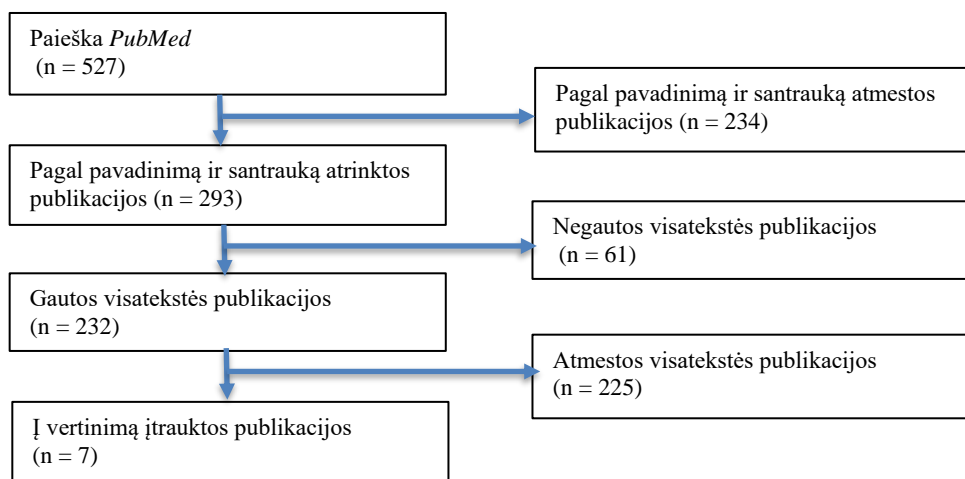 Paieška PubMed
(n = 527)
Pagal pavadinimą ir santrauką atmestos
publikacijos (n = 234)
Pagal pavadinimą ir santrauką atrinktos
publikacijos (n = 293)
Negautos visatekstės publikacijos
(n = 61)
Gautos visatekstės publikacijos
(n = 232)
Atmestos visatekstės publikacijos
(n = 225)
Į vertinimą įtrauktos publikacijos
(n = 7)